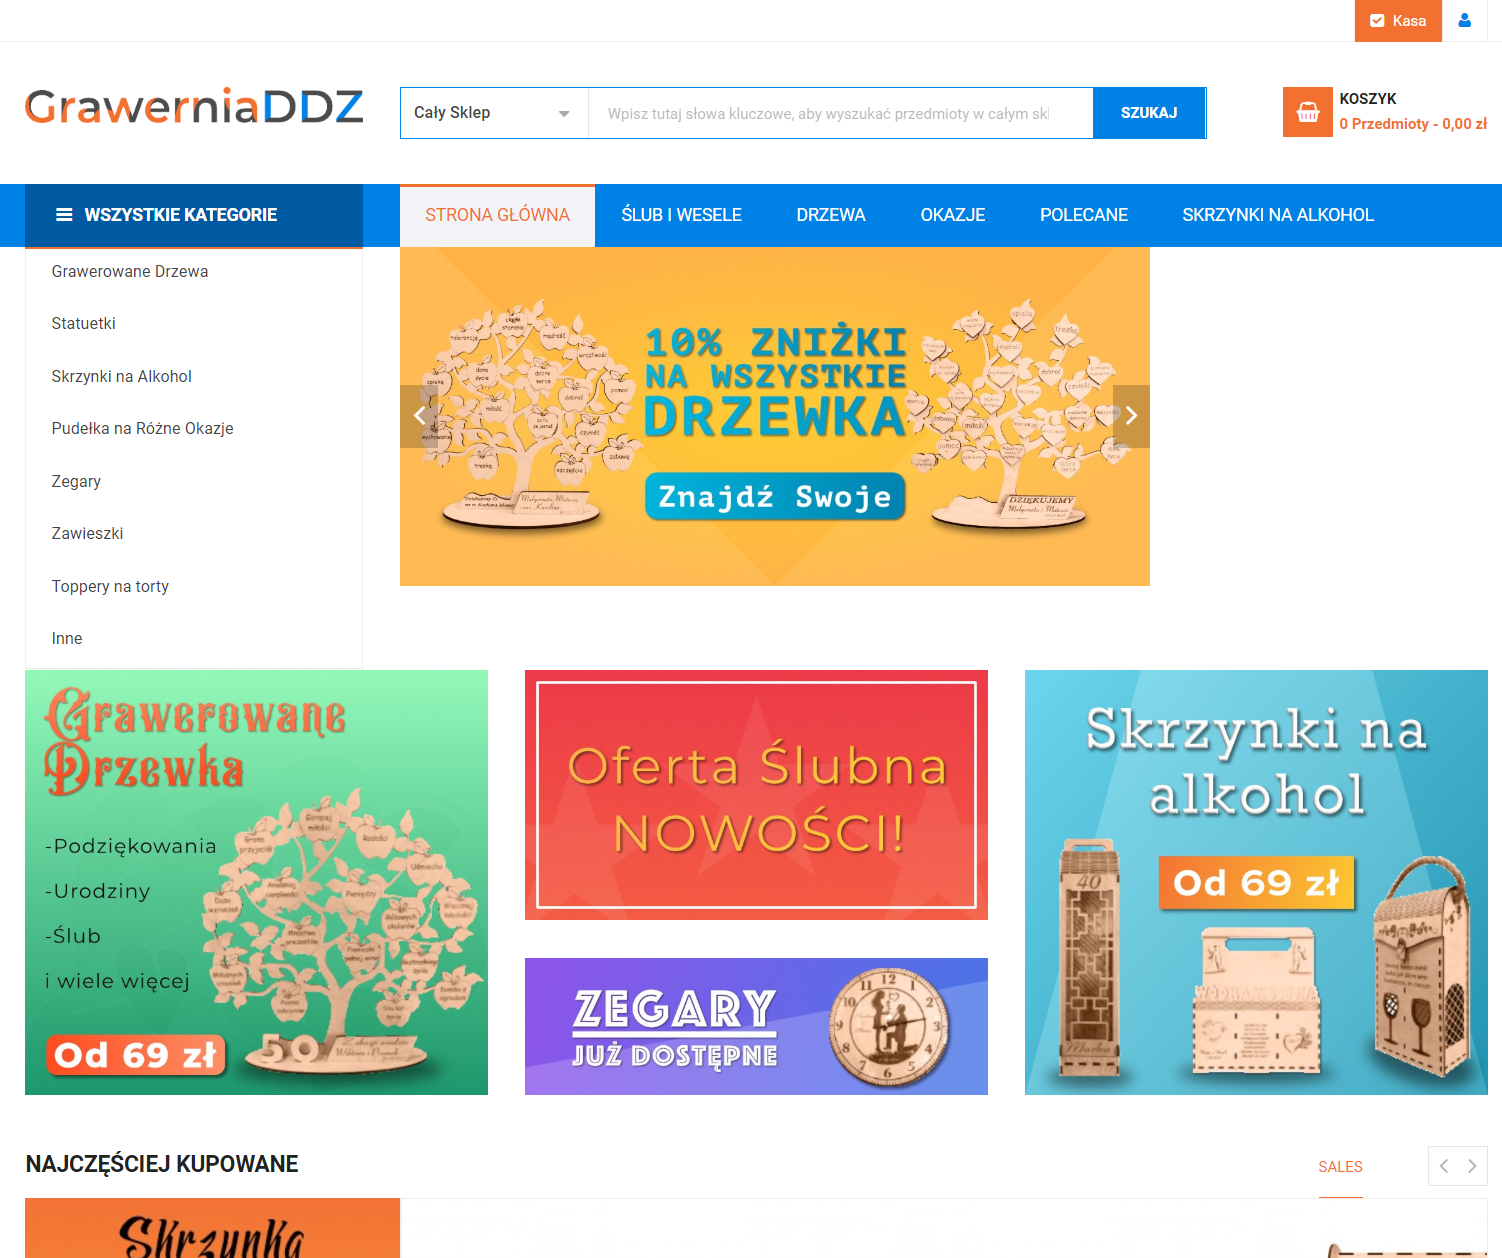 Kasa
GrawerniaDDZ
Cały Sklep
Wpisz tutaj słowa kluczowe, aby wyszukać przedmioty w całym skl
SZUKAJ
KOSZYK
0 Przedmioty - 0,00 zł
WSZYSTKIE KATEGORIE
STRONA GŁÓWNA
ŚLUB I WESELE
DRZEWA
OKAZJE
POLECANE
SKRZYNKI NA ALKOHOL
Grawerowane Drzewa
Statuetki
Skrzynki na Alkohol
Pudełka na Różne Okazje
Zegary
Zawieszki
Toppery na torty
Inne
10% ZNIŻKI
NA WSZYSTKIE
DRZEWKA
Znajdź Swoje
DZIĘKUJEMY
Grawerowane
Drzewka
-Podziękowania
-Urodziny
-Ślub
i wiele więcej
Od 69 zł
50
Oferta Ślubna
NOWOŚCI!
ZEGARY
JUŻ DOSTĘPNE
Skrzynki na
alkohol
Od 69 zł
40
NAJCZĘŚCIEJ KUPOWANE
SALES
Skrzynka